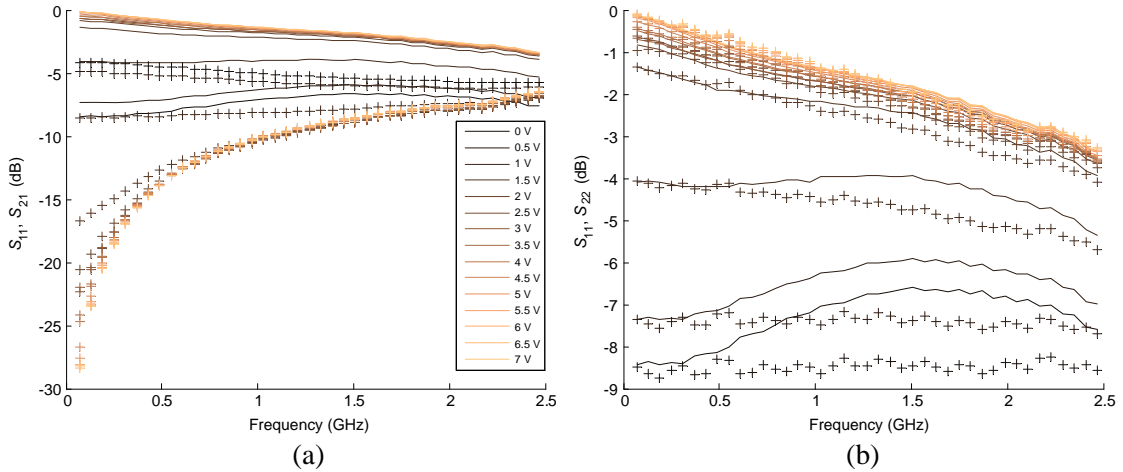 0
-5
-10
-15
-20
-25
-30
S11, S21 (dB)
0 0.5 1 1.5 2 2.5
Frequency (GHz)
0 V
0.5 V
1 V
1.5 V
2 V
2.5 V
3 V
3.5 V
4 V
4.5 V
5 V
5.5 V
6 V
6.5 V
7 V
(a)
0
-1
-2
-3
-4
-5
-6
-7
-8
-9
S11, S22 (dB)
0 0.5 1 1.5 2 2.5
Frequency (GHz)
(b)